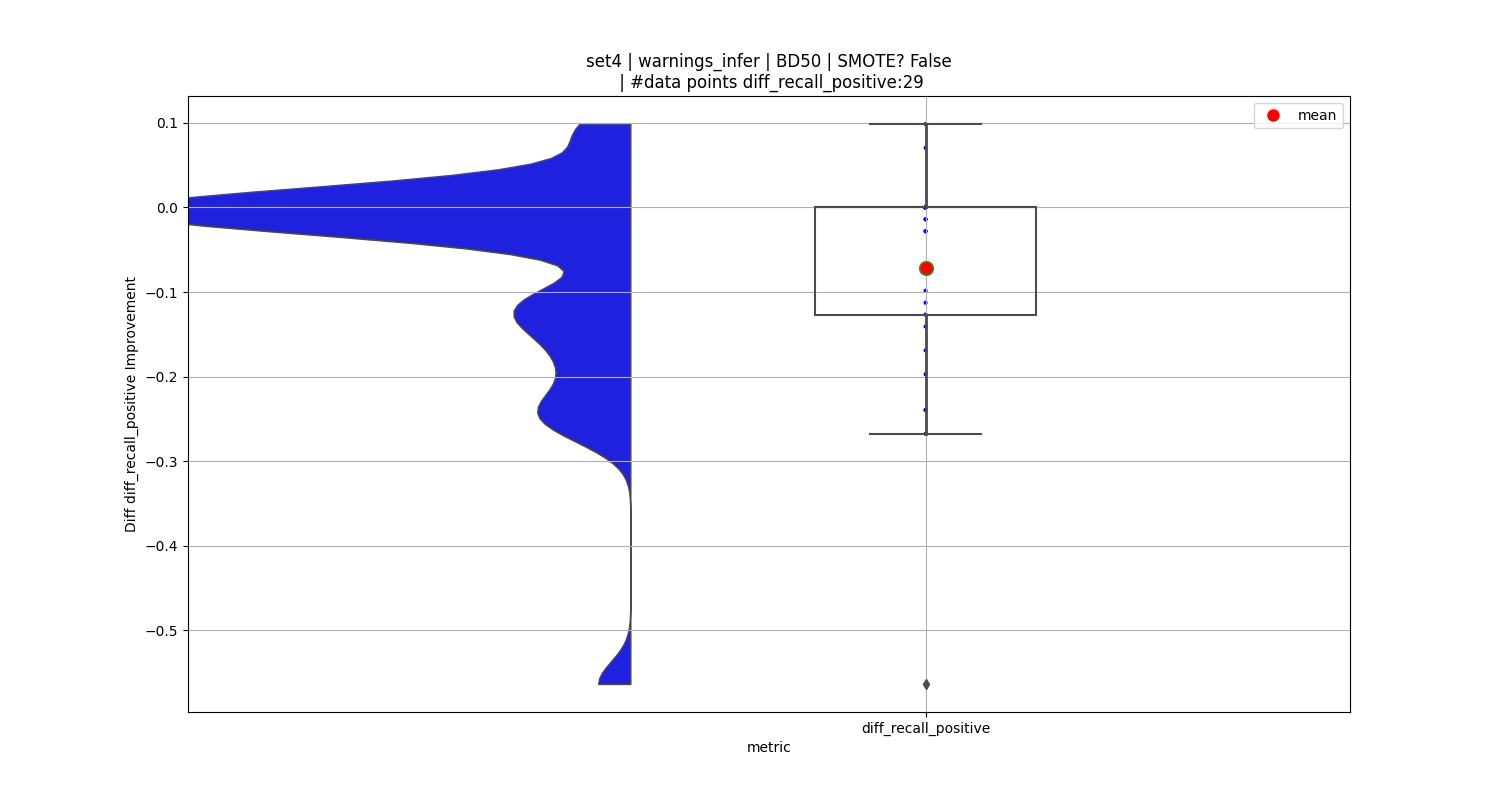 set4 | warnings_infer | BD50 | SMOTE? False
| #data points diff_recall_positive:29
mean
0.1
0.0
−0.1
−0.2
−0.3
−0.4
−0.5
Diff diff_recall_positive Improvement
diff_recall_positive
metric